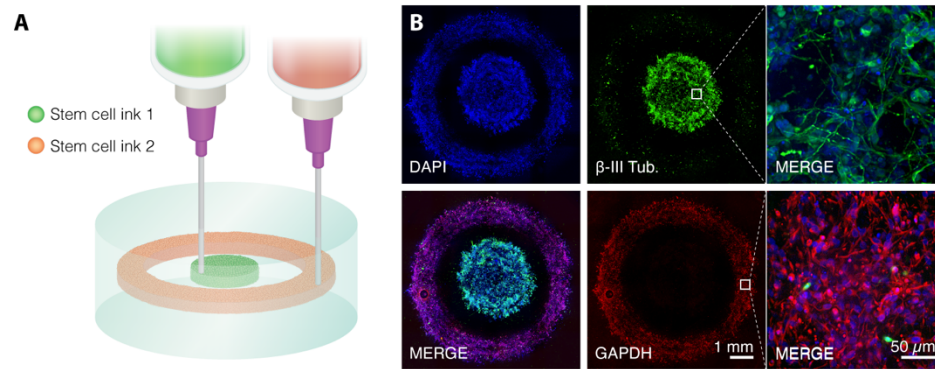 A
Stem cell ink 1
Stem cell ink 2
B
DAPI
β-III Tub.
MERGE
MERGE
GAPDH
1 mm
MERGE
50 μm